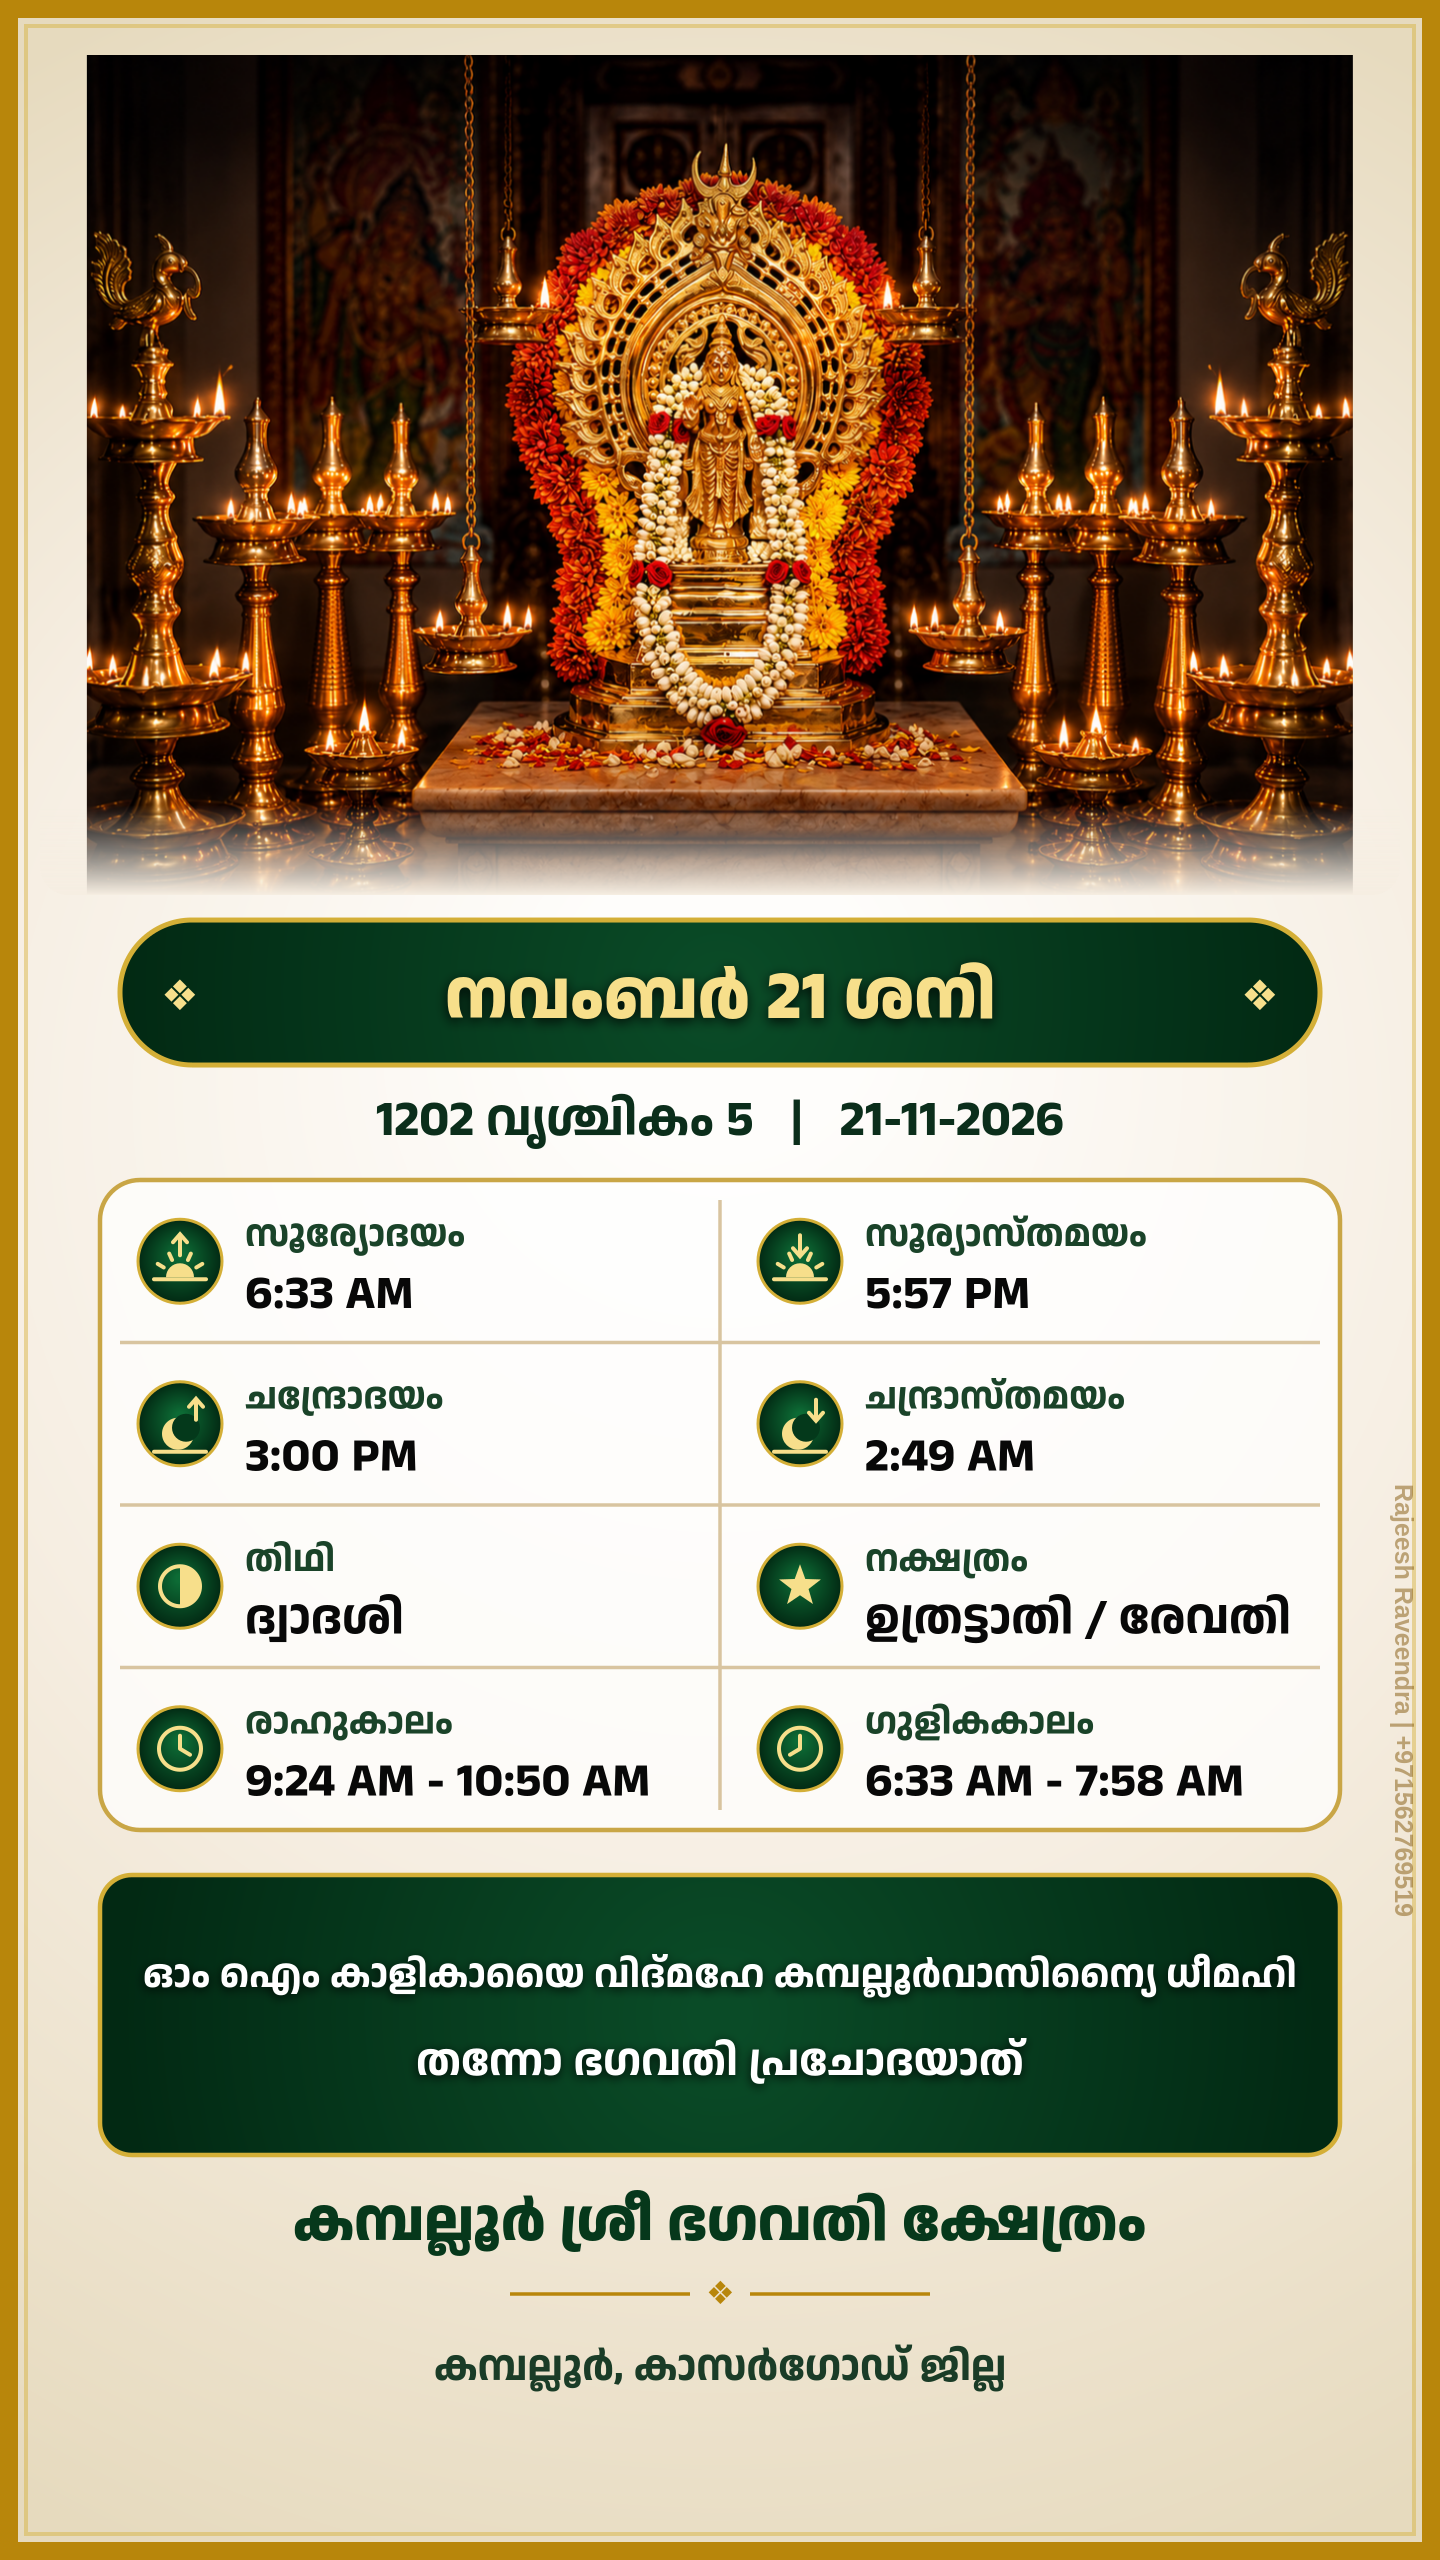 നവംബർ 21 ശനി
1202 വൃശ്ചികം 5 | 21-11-2026
സൂര്യോദയം
6:33 AM
സൂര്യാസ്തമയം
5:57 PM
ചന്ദ്രോദയം
3:00 PM
ചന്ദ്രാസ്തമയം
2:49 AM
തിഥി
ദ്വാദശി
നക്ഷത്രം
ഉത്രട്ടാതി / രേവതി
രാഹുകാലം
9:24 AM - 10:50 AM
ഗുളികകാലം
6:33 AM - 7:58 AM
Rajeesh Raveendra | +971562769519
ഓം ഐം കാളികായൈ വിദ്മഹേ കമ്പല്ലൂർവാസിന്യൈ ധീമഹി
തന്നോ ഭഗവതി പ്രചോദയാത്
കമ്പല്ലൂർ ശ്രീ ഭഗവതി ക്ഷേത്രം
കമ്പല്ലൂർ, കാസർഗോഡ് ജില്ല